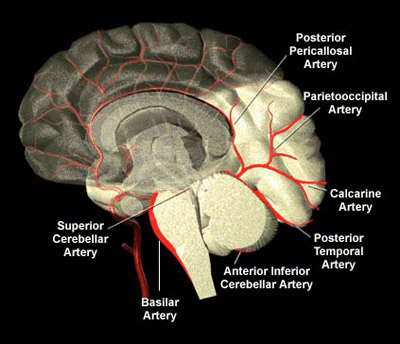 Posterior
Pericallosal
Artery
Parietooccipital
Artery
Calcarine
Artery
Superior
Cerebellar
Artery
Posterior
Temporal
Artery
Anterior Inferior
Cerebellar Artery
Basilar
Artery